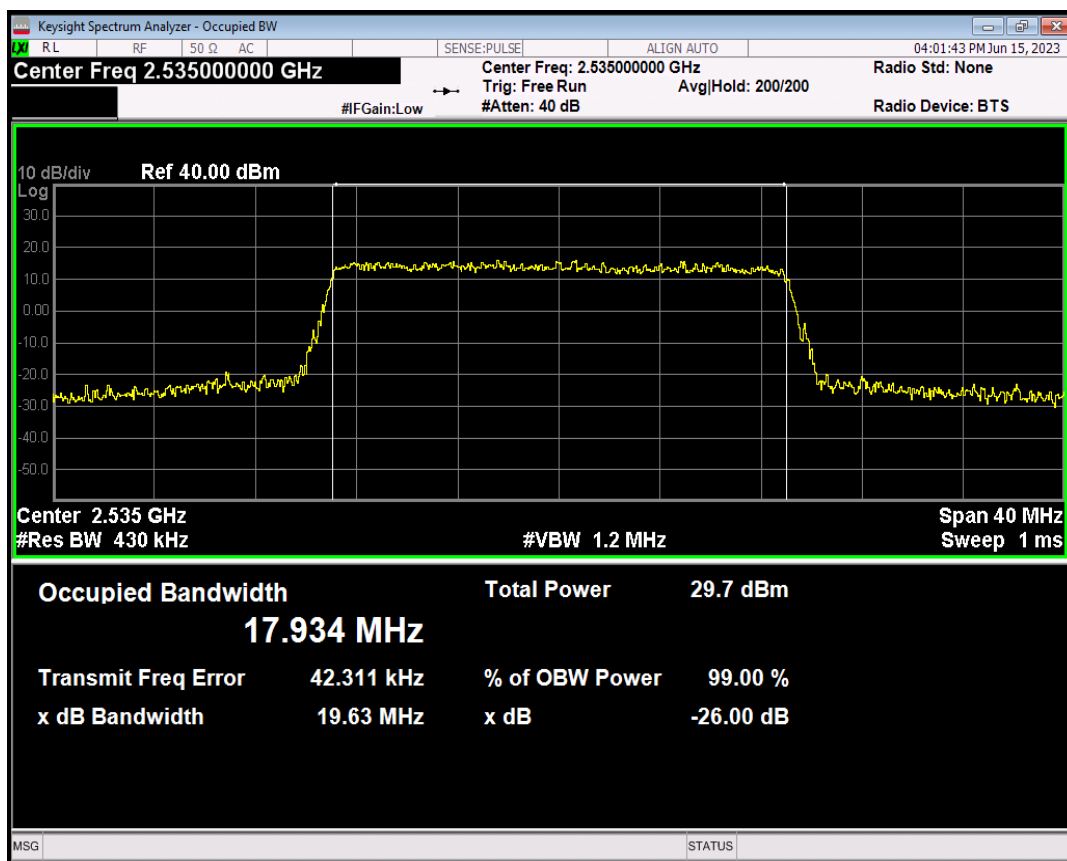 Keysight Spectrum Analyzer - Occupied BW
LXI RL RF 50 Ω AC SENSE:PULSE ALIGN AUTO 04:01:43 PM Jun 15, 2023
Center Freq 2.535000000 GHz Center Freq: 2.535000000 GHz Radio Std: None
Trig: Free Run Avg|Hold: 200/200
#IFGain:Low #Atten: 40 dB Radio Device: BTS
10 dB/div Ref 40.00 dBm
Log
30.0
20.0
10.0
0.00
-10.0
-20.0
-30.0
-40.0
-50.0
Center 2.535 GHz Span 40 MHz
#Res BW 430 kHz #VBW 1.2 MHz Sweep 1 ms
Occupied Bandwidth Total Power 29.7 dBm
17.934 MHz
Transmit Freq Error 42.311 kHz % of OBW Power 99.00 %
x dB Bandwidth 19.63 MHz x dB -26.00 dB
MSG STATUS